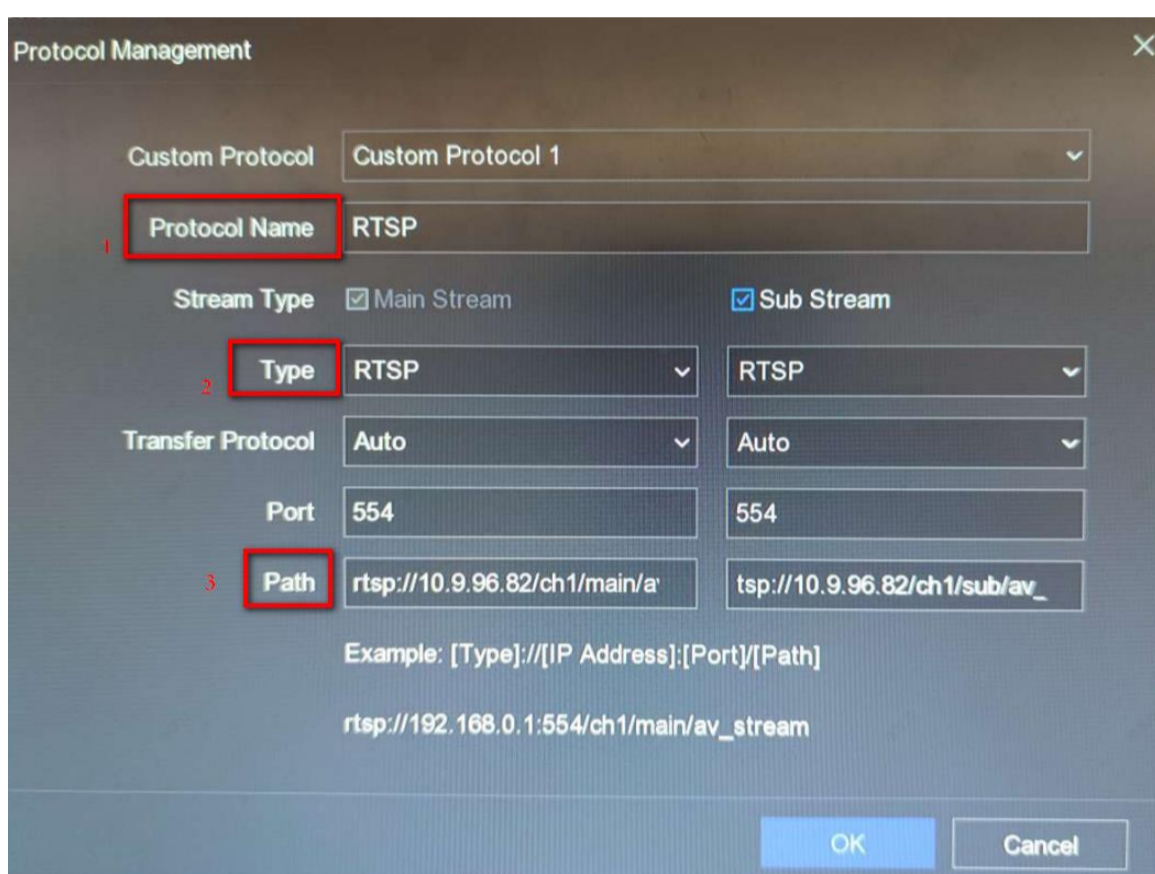 Protocol Management
Custom Protocol Custom Protocol 1
1 Protocol Name RTSP
Stream Type Main Stream Sub Stream
2 Type RTSP RTSP
Transfer Protocol Auto Auto
Port 554 554
3 Path rtsp://10.9.96.82/ch1/main/a tsp://10.9.96.82/ch1/sub/av_
Example: [Type]://[IP Address]:[Port]/[Path]
rtsp://192.168.0.1:554/ch1/main/av_stream
OK Cancel